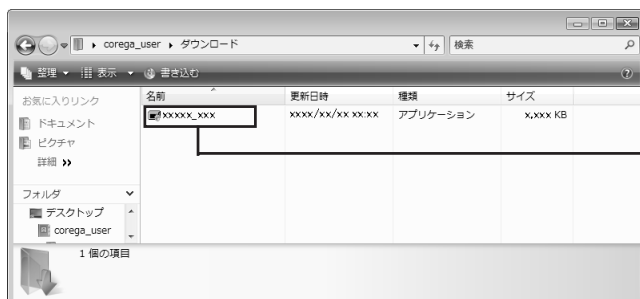 corega_user ダウンロード 検索
整理 表示 書き込む
お気に入りリンク
ドキュメント
ピクチャ
詳細 >>
フォルダ
デスクトップ
corega_user
名前 更新日時 種類 サイズ
xxxxx_xxx xxxx/xx/xx xx:xx アプリケーション x,xxx KB
1 個の項目